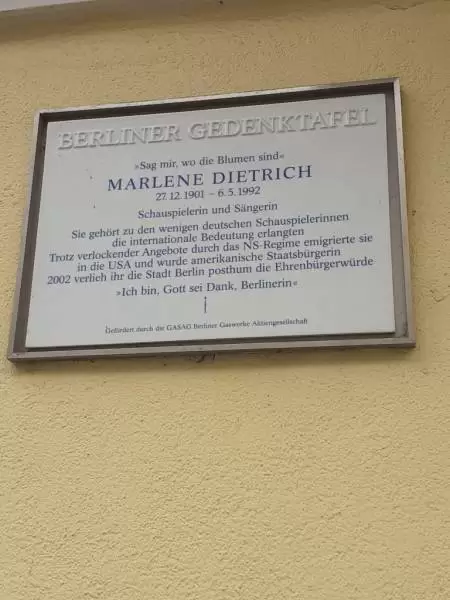 BERLINER GEDENKTAFEL
»Sag mir, wo die Blumen sind«
MARLENE DIETRICH
27.12.1901 – 6.5.1992
Schauspielerin und Sängerin
Sie gehört zu den wenigen deutschen Schauspielerinnen
die internationale Bedeutung erlangten
Trotz verlockender Angebote durch das NS-Regime emigrierte sie
in die USA und wurde amerikanische Staatsbürgerin
2002 verlieh ihr die Stadt Berlin posthum die Ehrenbürgerwürde
»Ich bin, Gott sei Dank, Berlinerin«
Gefördert durch die GASAG Berliner Gaswerke Aktiengesellschaft